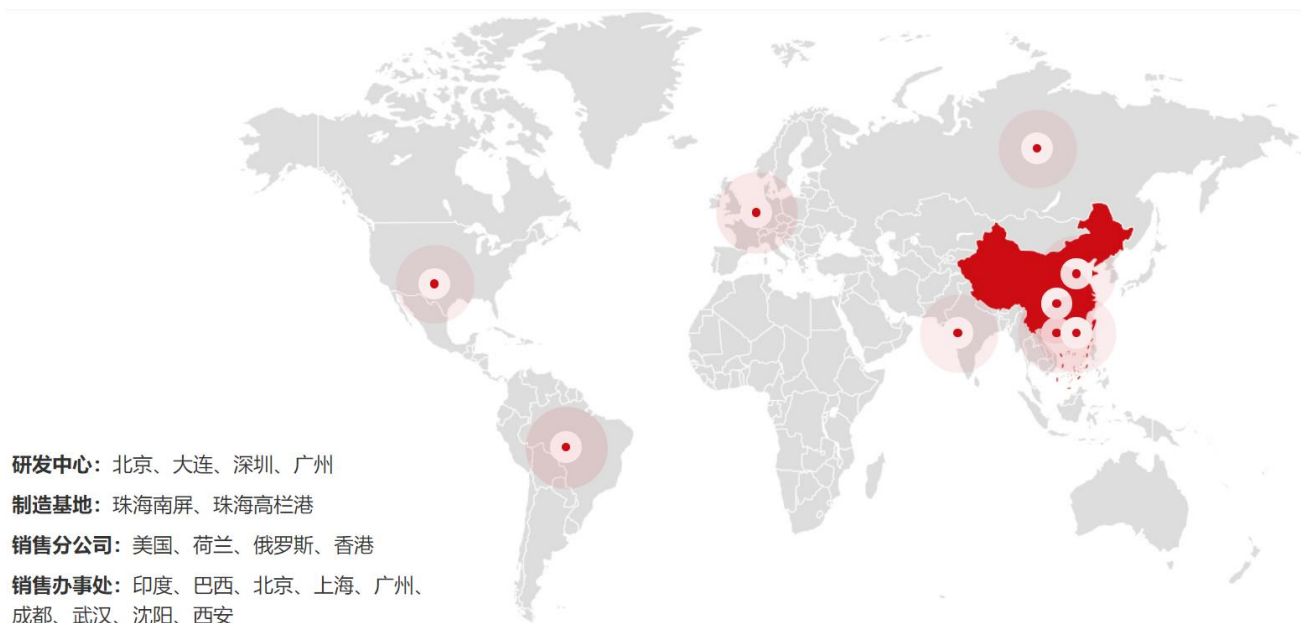 研发中心：北京、大连、深圳、广州
制造基地：珠海南屏、珠海高栏港
销售分公司：美国、荷兰、俄罗斯、香港
销售办事处：印度、巴西、北京、上海、广州、
成都、武汉、沈阳、西安